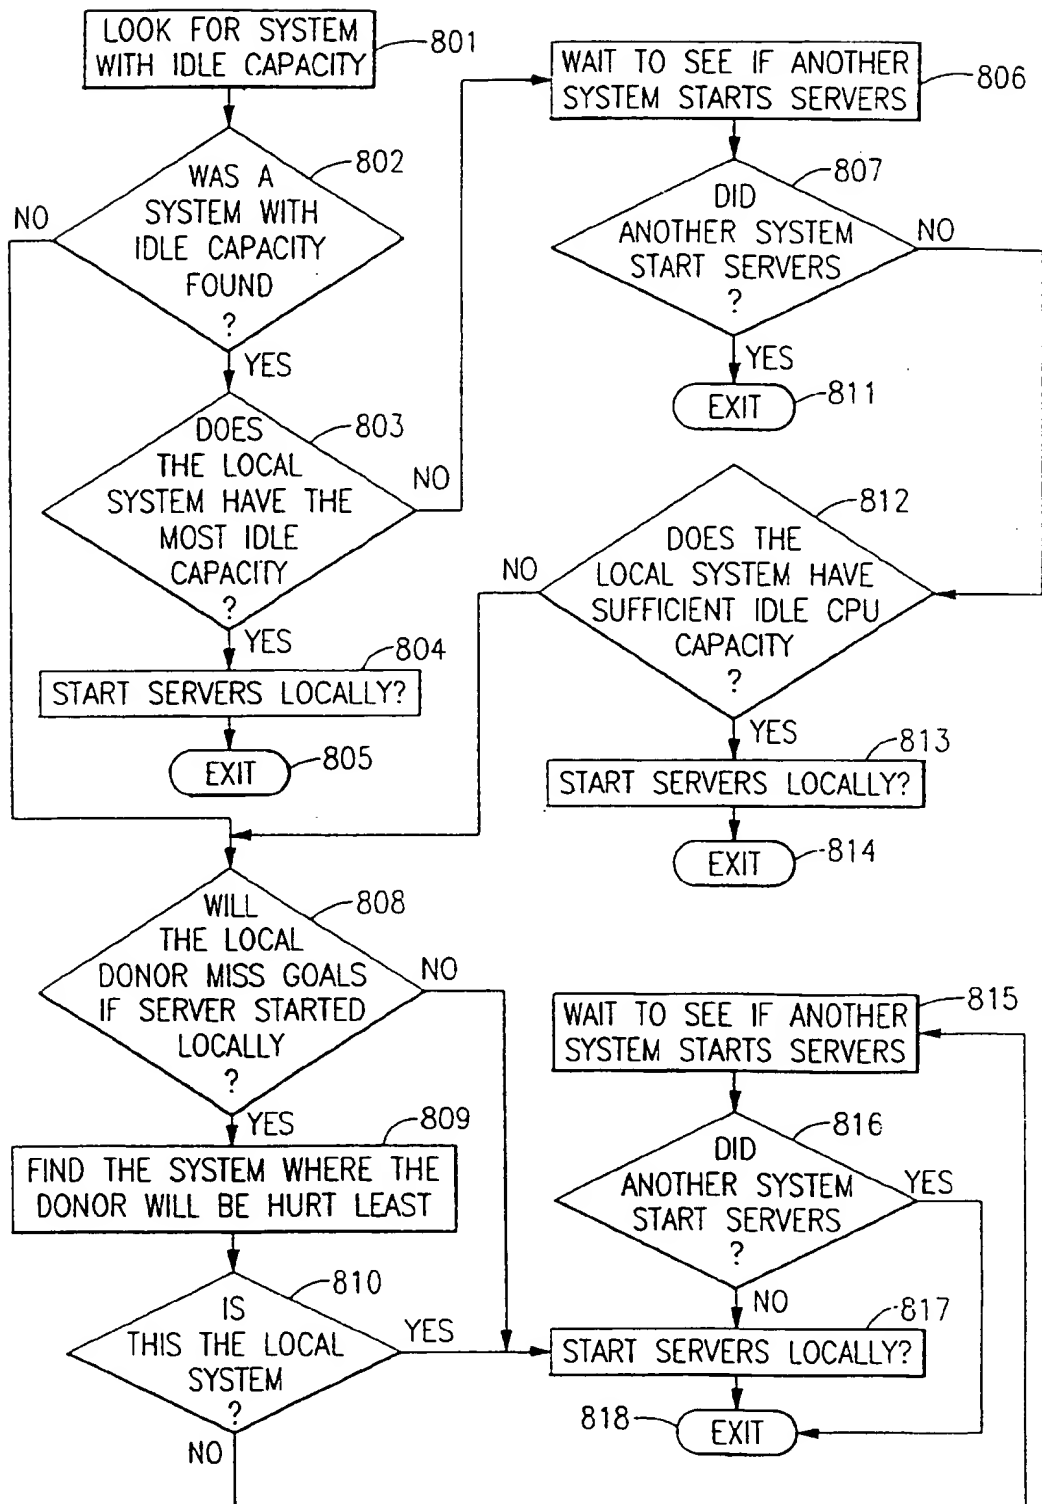 LOOK FOR SYSTEM
WITH IDLE CAPACITY
801
WAS A
SYSTEM WITH
IDLE CAPACITY
FOUND
?
802
NO
YES
DOES
THE LOCAL
SYSTEM HAVE THE
MOST IDLE
CAPACITY
?
803
NO
YES
START SERVERS LOCALLY?
804
EXIT
805
WAIT TO SEE IF ANOTHER
SYSTEM STARTS SERVERS
806
DID
ANOTHER SYSTEM
START SERVERS
?
807
NO
YES
EXIT
811
DOES THE
LOCAL SYSTEM HAVE
SUFFICIENT IDLE CPU
CAPACITY
?
812
NO
YES
START SERVERS LOCALLY?
813
EXIT
814
WILL
THE LOCAL
DONOR MISS GOALS
IF SERVER STARTED
LOCALLY
?
808
NO
YES
FIND THE SYSTEM WHERE THE
DONOR WILL BE HURT LEAST
809
IS
THIS THE LOCAL
SYSTEM
?
810
YES
NO
WAIT TO SEE IF ANOTHER
SYSTEM STARTS SERVERS
815
DID
ANOTHER SYSTEM
START SERVERS
?
816
YES
NO
START SERVERS LOCALLY?
817
EXIT
818